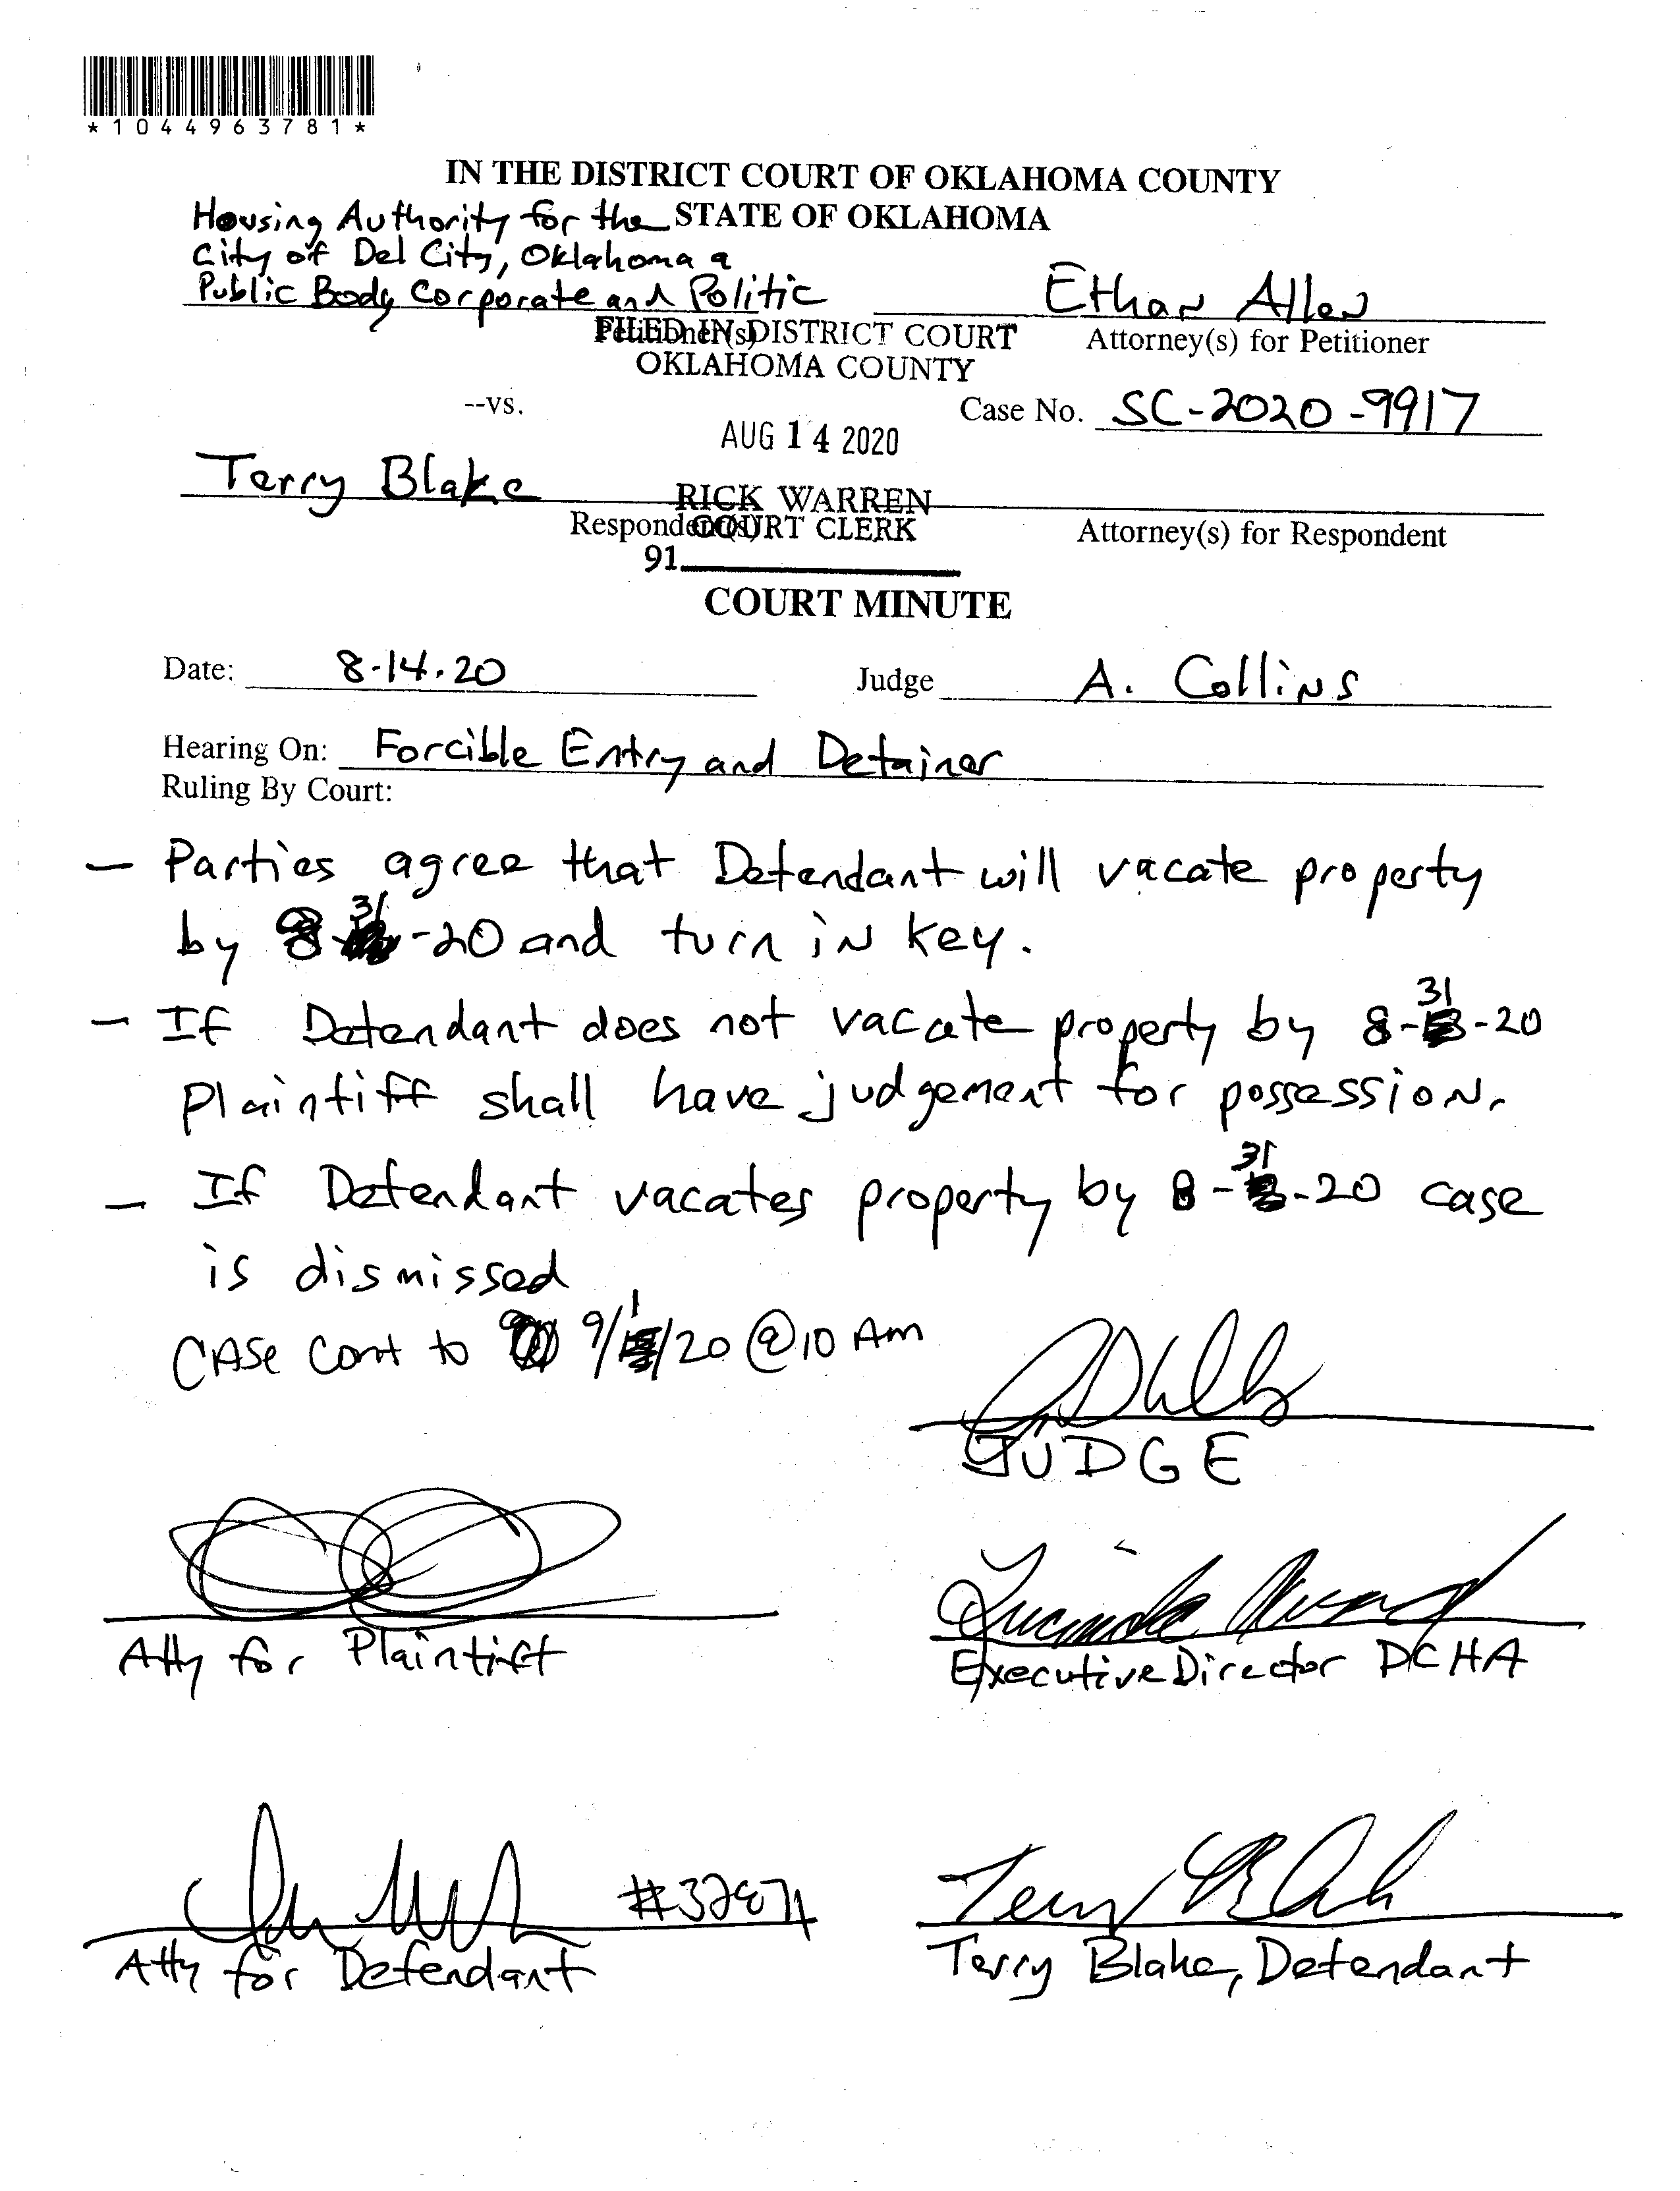 *1044963781*
IN THE DISTRICT COURT OF OKLAHOMA COUNTY
STATE OF OKLAHOMA
Housing Authority for the
City of Del City, Oklahoma a
Public Body Corporate and Politic
Ethan Allen
Petitioner(s)
Attorney(s) for Petitioner
FILED IN DISTRICT COURT
OKLAHOMA COUNTY
--vs.
Case No. SC-2020-9917
AUG 14 2020
Terry Blake
RICK WARREN
Respondent(s)
Attorney(s) for Respondent
COURT CLERK
91
COURT MINUTE
Date: 8-14-20
Judge A. Collins
Hearing On: Forcible Entry and Detainer
Ruling By Court:
- Parties agree that Defendant will vacate property
by 8-31-20 and turn in key.
- If Defendant does not vacate property by 8-31-20
Plaintiff shall have judgement for possession.
- If Defendant vacates property by 8-31-20 case
is dismissed
CASE Cont to 9/1/20 @ 10 Am
JUDGE
Atty for Plaintiff
Executive Director DCHA
Atty for Defendant
Terry Blake
Terry Blake, Defendant